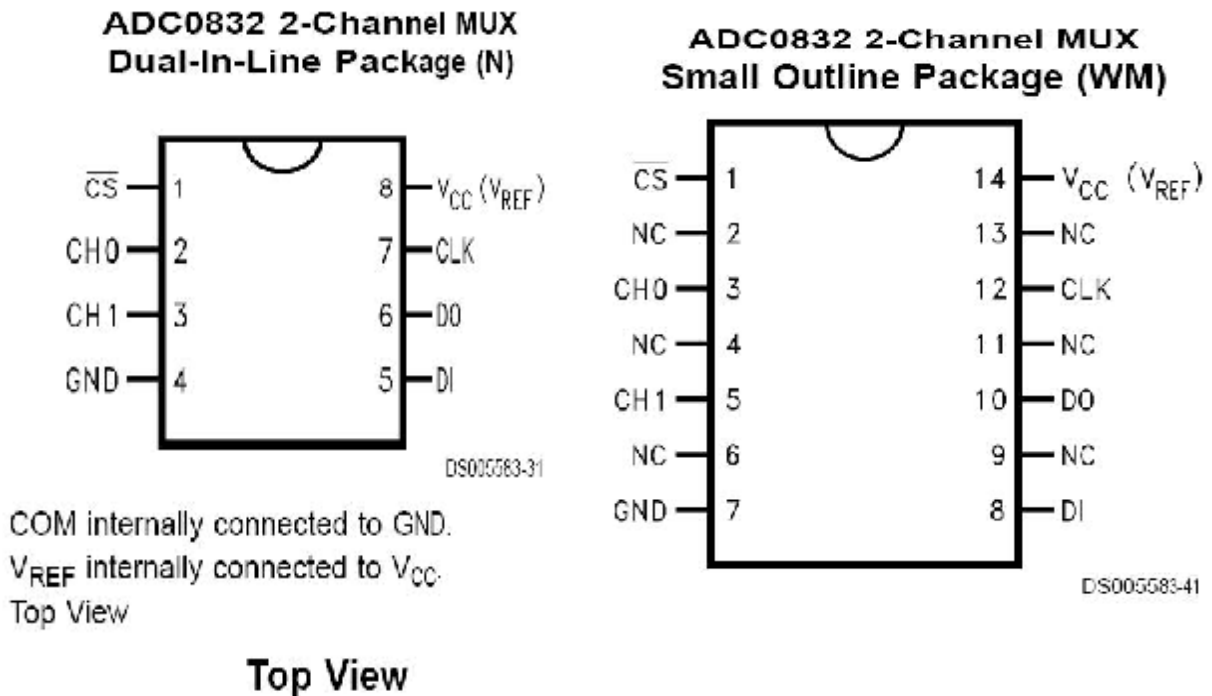 ADC0832 2-Channel MUX
Dual-In-Line Package (N)
C̅S̅ 1 8 VCC (VREF)
CH0 2 7 CLK
CH1 3 6 DO
GND 4 5 DI
DS005583-31
COM internally connected to GND.
VREF internally connected to VCC.
Top View
Top View
ADC0832 2-Channel MUX
Small Outline Package (WM)
C̅S̅ 1 14 VCC (VREF)
NC 2 13 NC
CH0 3 12 CLK
NC 4 11 NC
CH1 5 10 DO
NC 6 9 NC
GND 7 8 DI
DS005583-41